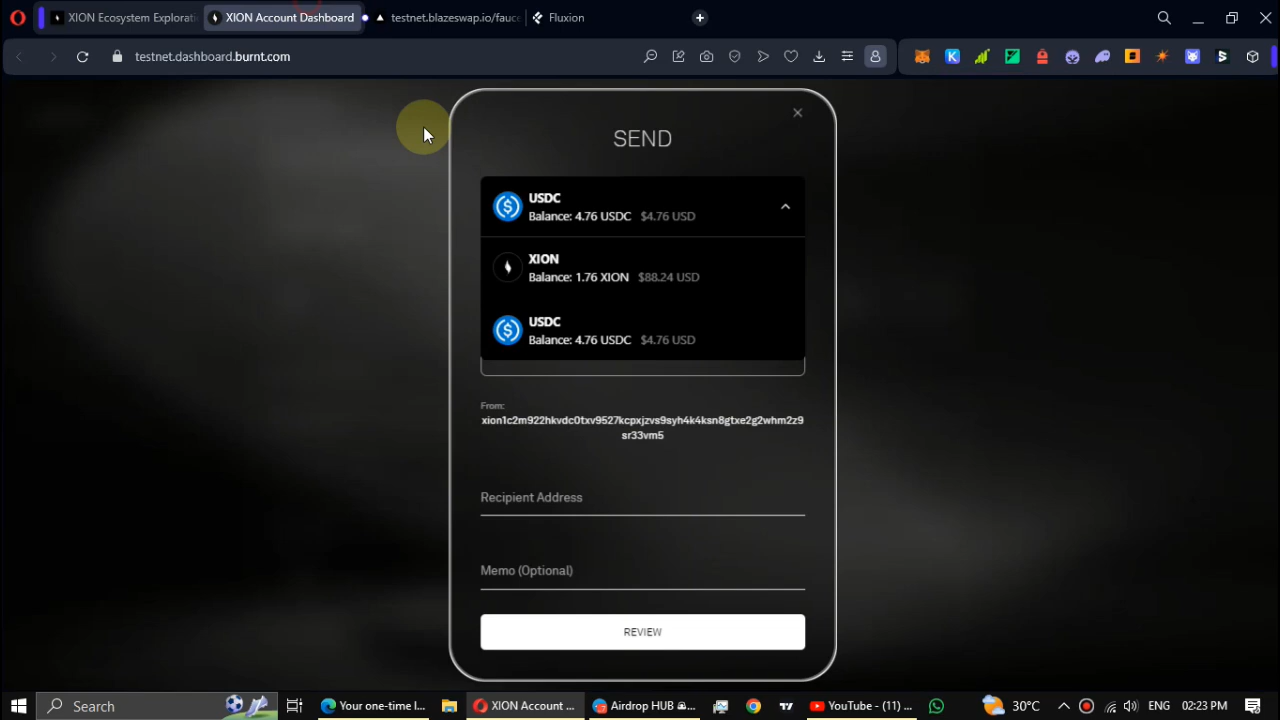 XION Ecosystem Explorati
XION Account Dashboard
testnet.blazeswap.io/fauce
Fluxion
testnet.dashboard.burnt.com
SEND
USDC
Balance: 4.76 USDC $4.76 USD
XION
Balance: 1.76 XION $88.24 USD
USDC
Balance: 4.76 USDC $4.76 USD
From:
xion1c2m922hkvdc0txv9527kcpxjzvs9syh4k4ksn8gtxe2g2whm2z9
sr33vm5
Recipient Address
Memo (Optional)
REVIEW
Search
Your one-time l...
XION Account ...
Airdrop HUB ...
YouTube - (11) ...
30°C
ENG
02:23 PM